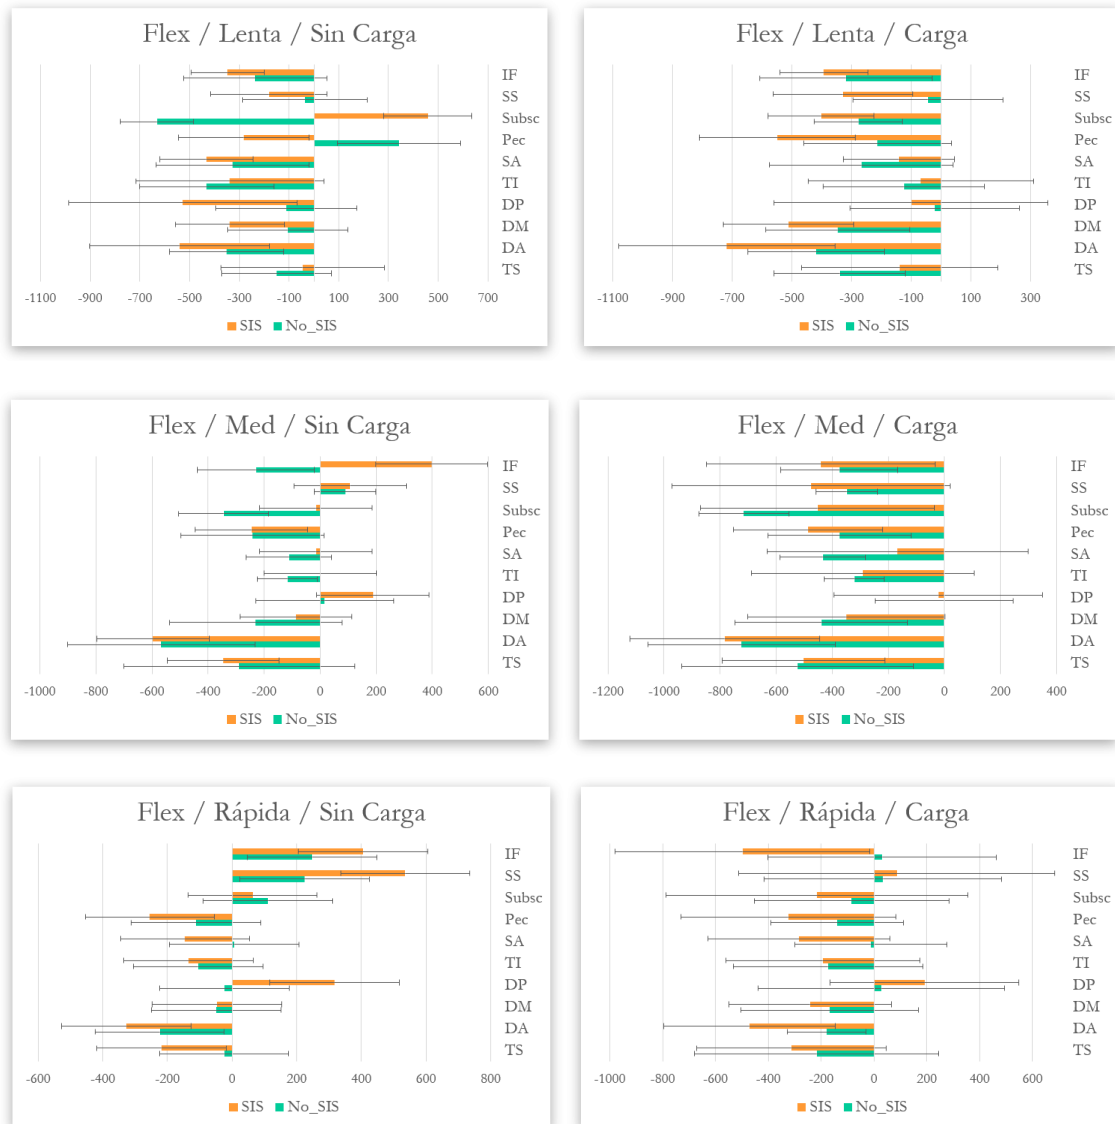 Flex / Lenta / Sin Carga
IF
SS
Subsc
Pec
SA
TI
DP
DM
DA
TS
-1100 -900 -700 -500 -300 -100 100 300 500 700
SIS No_SIS
Flex / Lenta / Carga
IF
SS
Subsc
Pec
SA
TI
DP
DM
DA
TS
-1100 -900 -700 -500 -300 -100 100 300
SIS No_SIS
Flex / Med / Sin Carga
IF
SS
Subsc
Pec
SA
TI
DP
DM
DA
TS
-1000 -800 -600 -400 -200 0 200 400 600
SIS No_SIS
Flex / Med / Carga
IF
SS
Subsc
Pec
SA
TI
DP
DM
DA
TS
-1200 -1000 -800 -600 -400 -200 0 200 400
SIS No_SIS
Flex / Rápida / Sin Carga
IF
SS
Subsc
Pec
SA
TI
DP
DM
DA
TS
-600 -400 -200 0 200 400 600 800
SIS No_SIS
Flex / Rápida / Carga
IF
SS
Subsc
Pec
SA
TI
DP
DM
DA
TS
-1000 -800 -600 -400 -200 0 200 400 600 800
SIS No_SIS